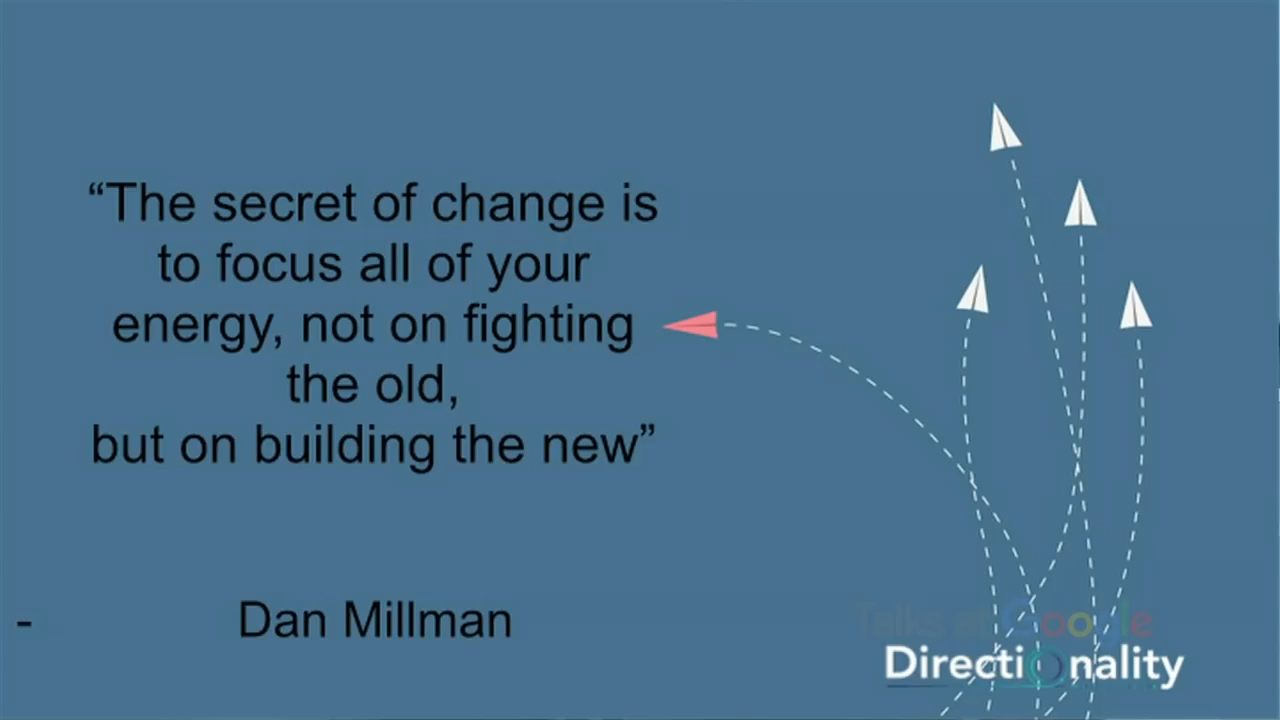 “The secret of change is
to focus all of your
energy, not on fighting
the old,
but on building the new”
- Dan Millman
Talks at Google
Directionality